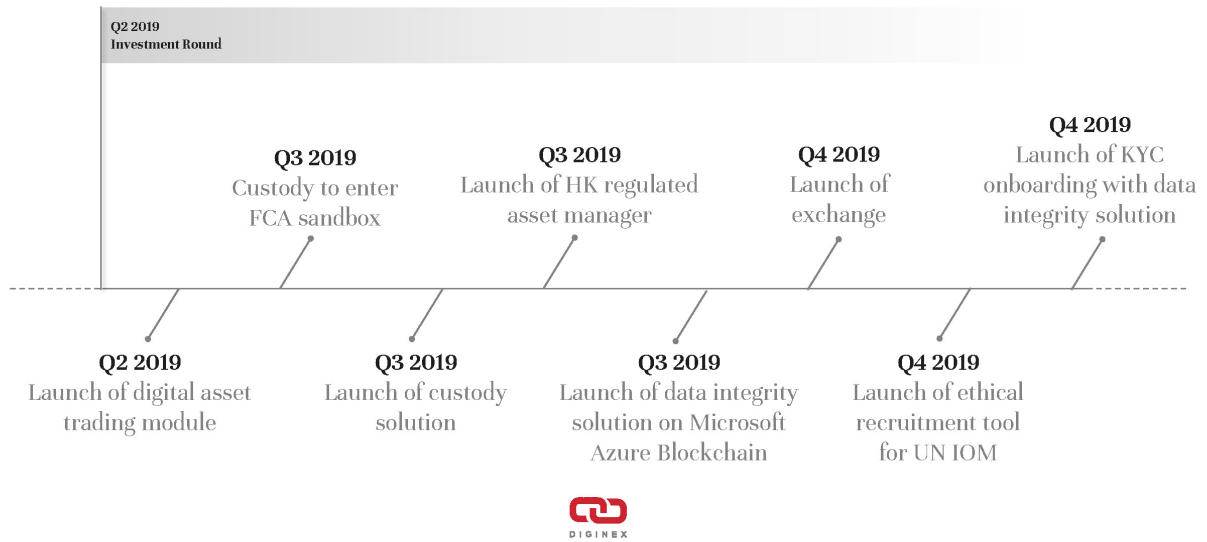 Q2 2019
Investment Round
Q3 2019
Custody to enter
FCA sandbox
Q3 2019
Launch of HK regulated
asset manager
Q4 2019
Launch of
exchange
Q4 2019
Launch of KYC
onboarding with data
integrity solution
Q2 2019
Launch of digital asset
trading module
Q3 2019
Launch of custody
solution
Q3 2019
Launch of data integrity
solution on Microsoft
Azure Blockchain
Q4 2019
Launch of ethical
recruitment tool
for UN IOM
DIGINEX